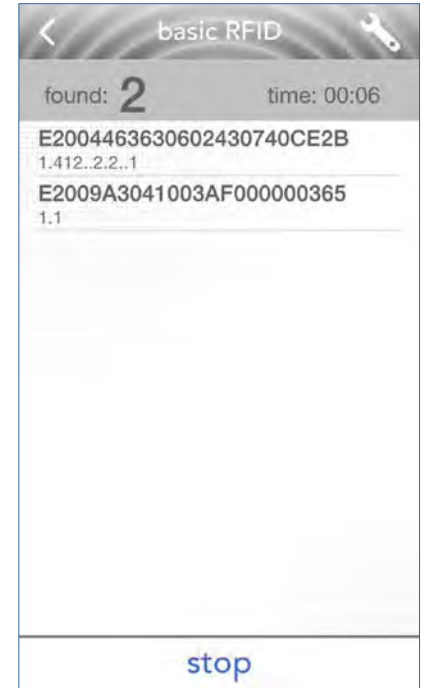 basic RFID
found: 2 time: 00:06
E2004463630602430740CE2B
1.412..2.2..1
E2009A3041003AF000000365
1.1
stop